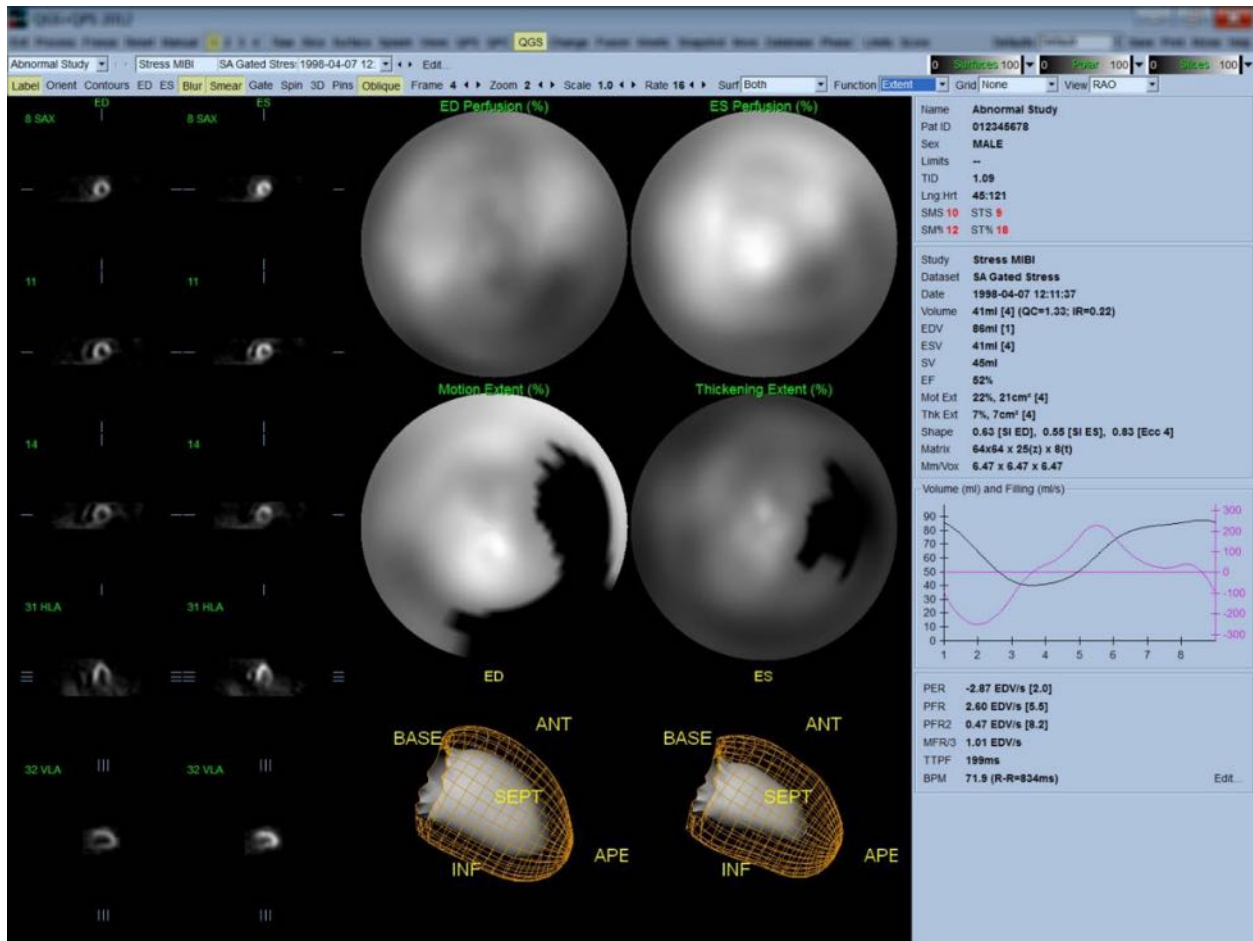 QGS+QPS 2012
QGS
Abnormal Study Stress MIBI SA Gated Stres: 1998-04-07 12: Edit...
0 Surfaces 100 0 Polar 100 0 Slices 100
Label Orient Contours ED ES Blur Smear Gate Spin 3D Pins Oblique Frame 4 Zoom 2 Scale 1.0 Rate 16 Surf Both Function Extent Grid None View RAO
ED ES
8 SAX 8 SAX
11 11
14 14
31 HLA 31 HLA
32 VLA 32 VLA
ED Perfusion (%) ES Perfusion (%)
Motion Extent (%) Thickening Extent (%)
ED ES
BASE ANT SEPT INF APE
BASE ANT SEPT INF APE
Name Abnormal Study
Pat ID 012345678
Sex MALE
Limits --
TID 1.09
Lng:Hrt 45:121
SMS 10 STS 9
SM% 12 ST% 18
Study Stress MIBI
Dataset SA Gated Stress
Date 1998-04-07 12:11:37
Volume 41ml [4] (QC=1.33; IR=0.22)
EDV 86ml [1]
ESV 41ml [4]
SV 45ml
EF 52%
Mot Ext 22%, 21cm² [4]
Thk Ext 7%, 7cm² [4]
Shape 0.63 [SI ED], 0.55 [SI ES], 0.83 [Ecc 4]
Matrix 64x64 x 25(z) x 8(t)
Mm/Vox 6.47 x 6.47 x 6.47
Volume (ml) and Filling (ml/s)
90
80
70
60
50
40
30
20
10
0
300
200
100
0
-100
-200
-300
1 2 3 4 5 6 7 8
PER -2.87 EDV/s [2.0]
PFR 2.60 EDV/s [5.5]
PFR2 0.47 EDV/s [8.2]
MFR/3 1.01 EDV/s
TTPF 199ms
BPM 71.9 (R-R=834ms) Edit...